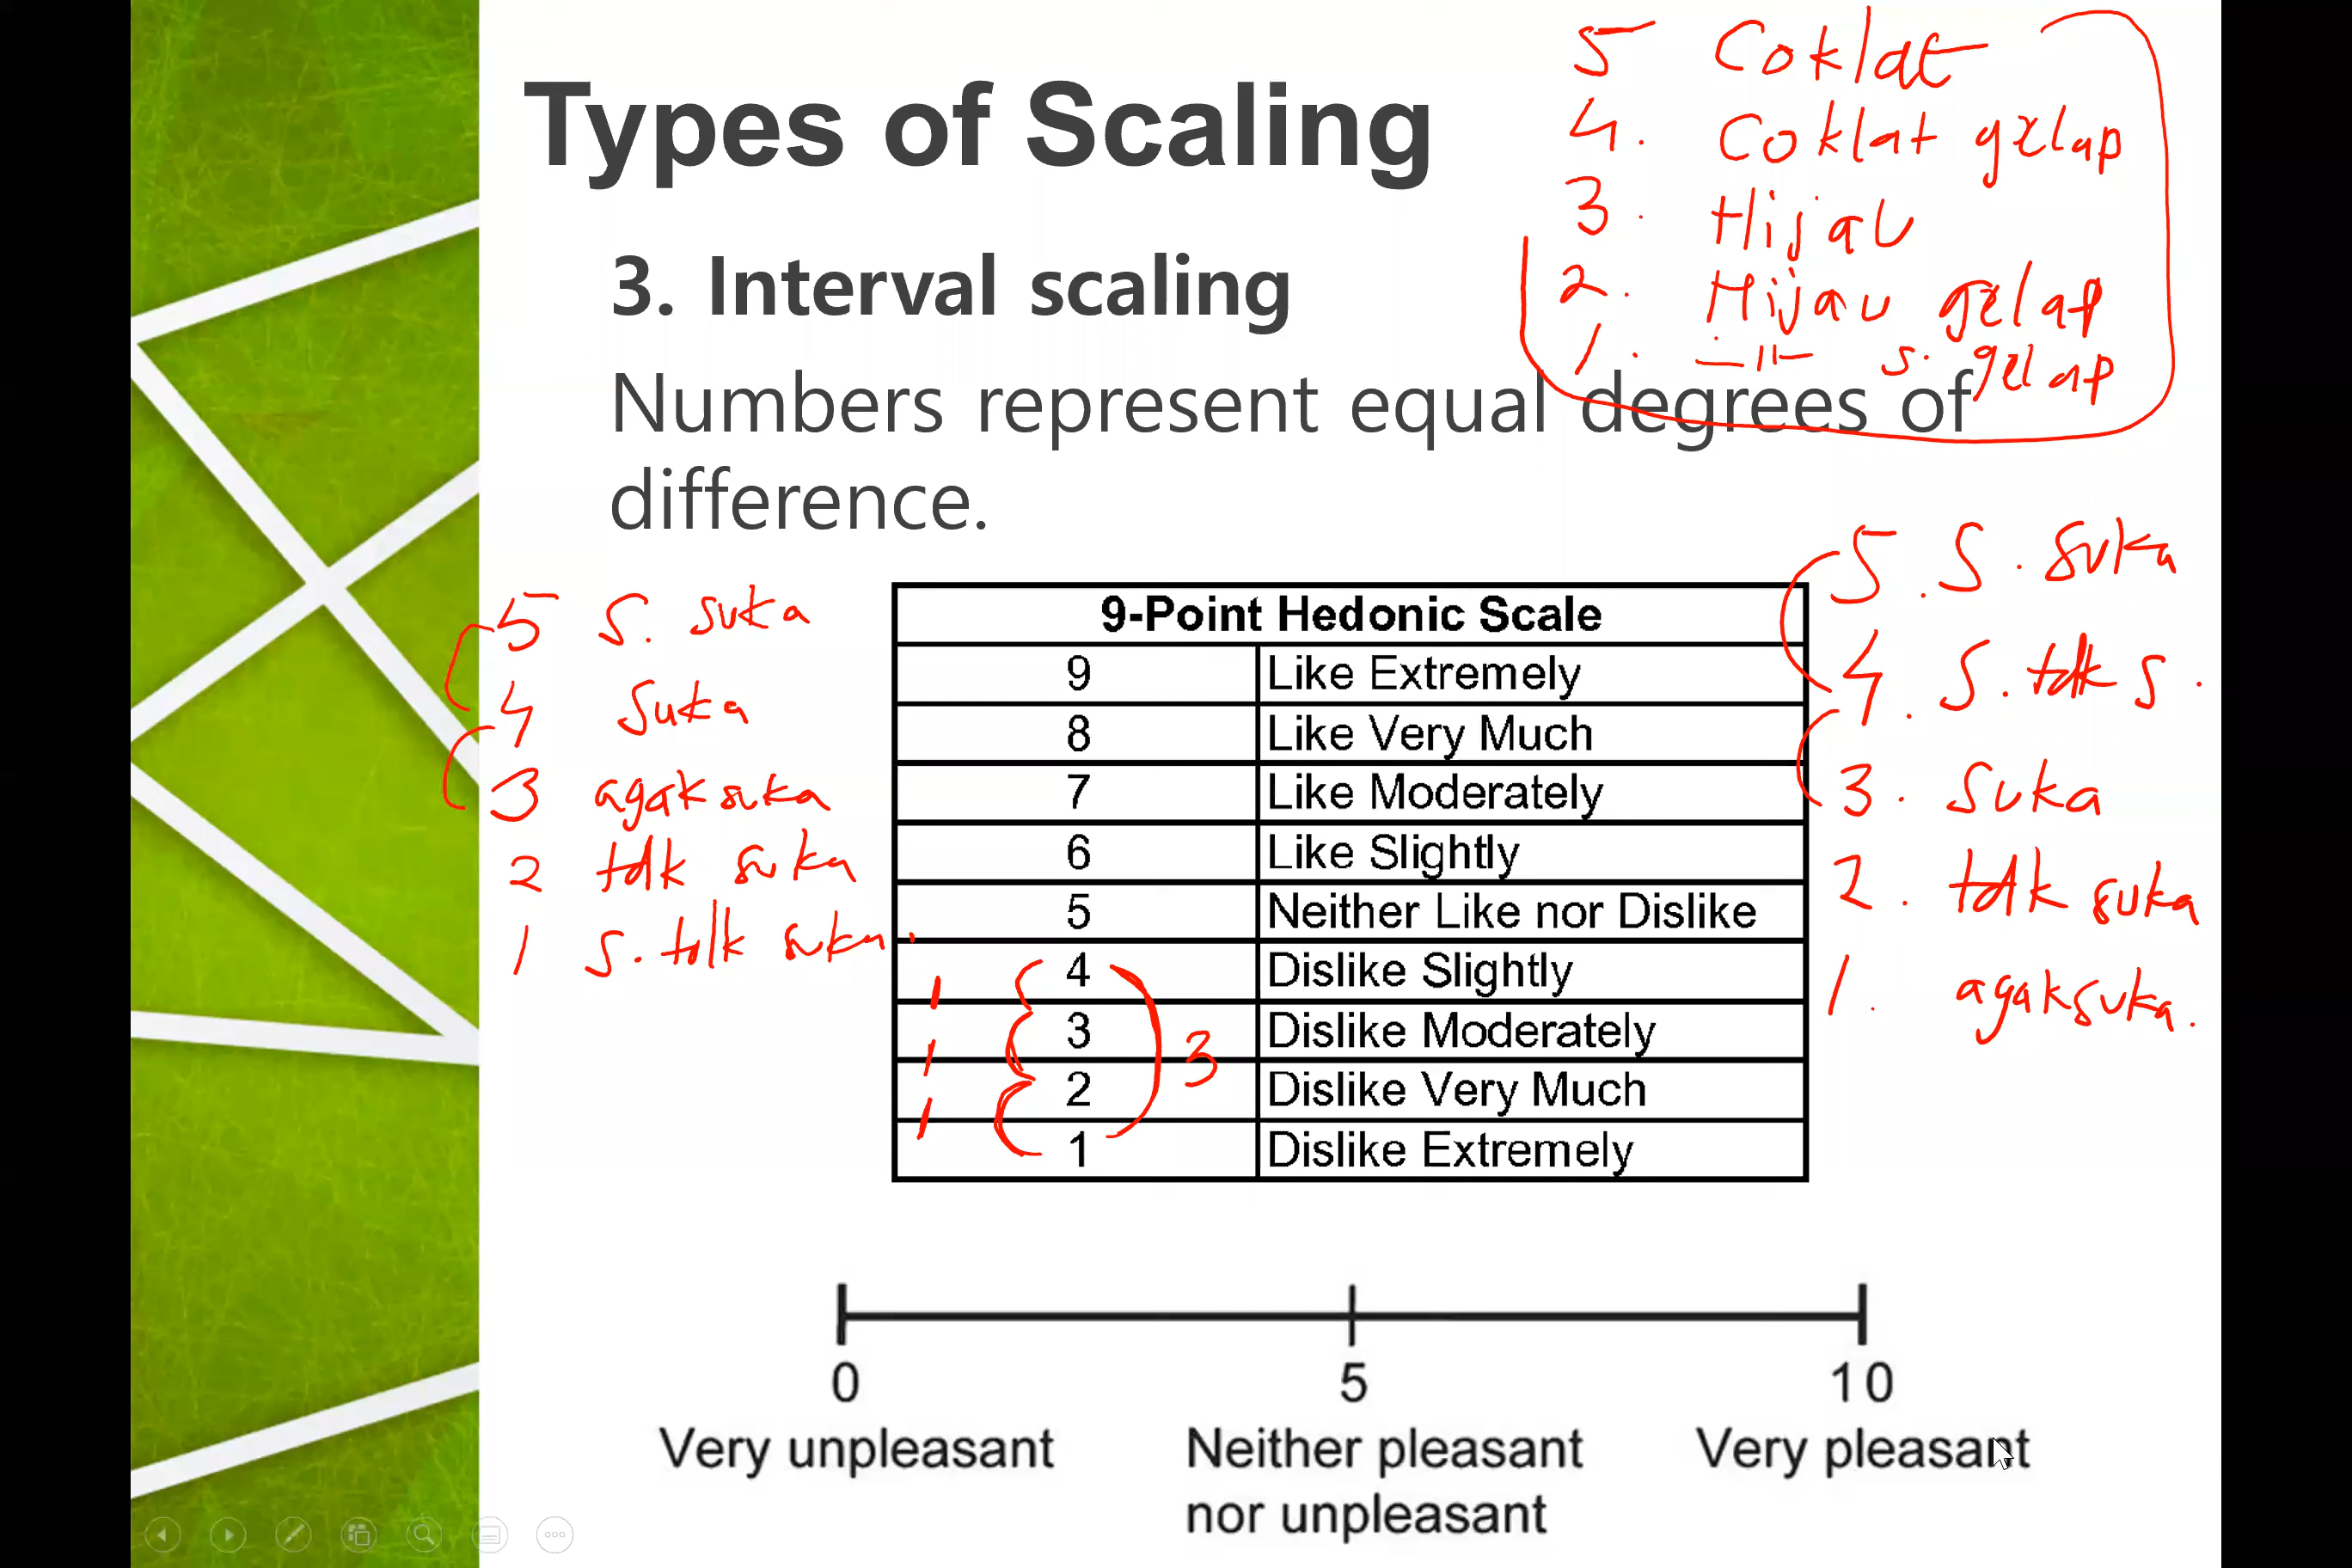 Types of Scaling
5 Coklat
4. Coklat gelap
3. Hijau
2. Hijau gelap
1. –||– s. gelap
3. Interval scaling
Numbers represent equal degrees of
difference.
5 S. suka
4 Suka
3 agak suka
2 tdk suka
1 S. tdk suka.
9-Point Hedonic Scale
9 Like Extremely
8 Like Very Much
7 Like Moderately
6 Like Slightly
5 Neither Like nor Dislike
4 Dislike Slightly
3 Dislike Moderately
2 Dislike Very Much
1 Dislike Extremely
1
1
1
3
5. S. suka
4. S. tdk s.
3. Suka
2. tdk suka
1. agak suka.
0 5 10
Very unpleasant Neither pleasant Very pleasant
nor unpleasant